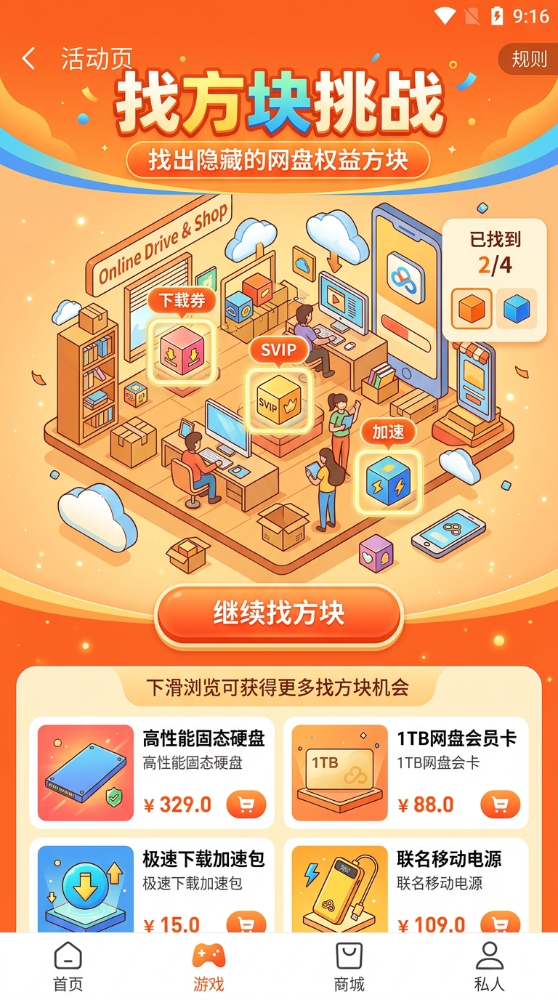 9:16
活动页
规则
找方块挑战
找出隐藏的网盘权益方块
Online Drive & Shop
已找到
2/4
下载券
SVIP
SVIP
加速
继续找方块
下滑浏览可获得更多找方块机会
高性能固态硬盘
高性能固态硬盘
¥ 329.0
1TB
1TB网盘会员卡
1TB网盘会卡
¥ 88.0
极速下载加速包
极速下载加速包
¥ 15.0
联名移动电源
联名移动电源
¥ 109.0
首页
游戏
商城
私人